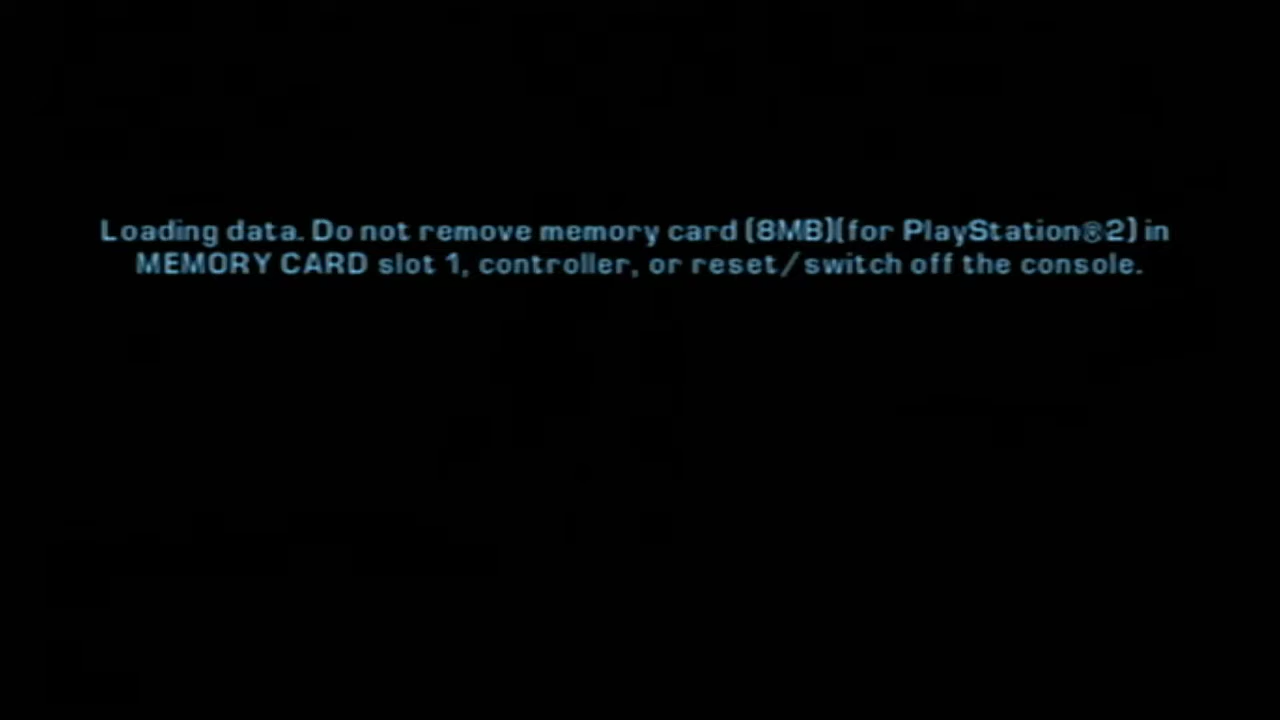 Loading data. Do not remove memory card (8MB)(for PlayStation®2) in
MEMORY CARD slot 1, controller, or reset/switch off the console.